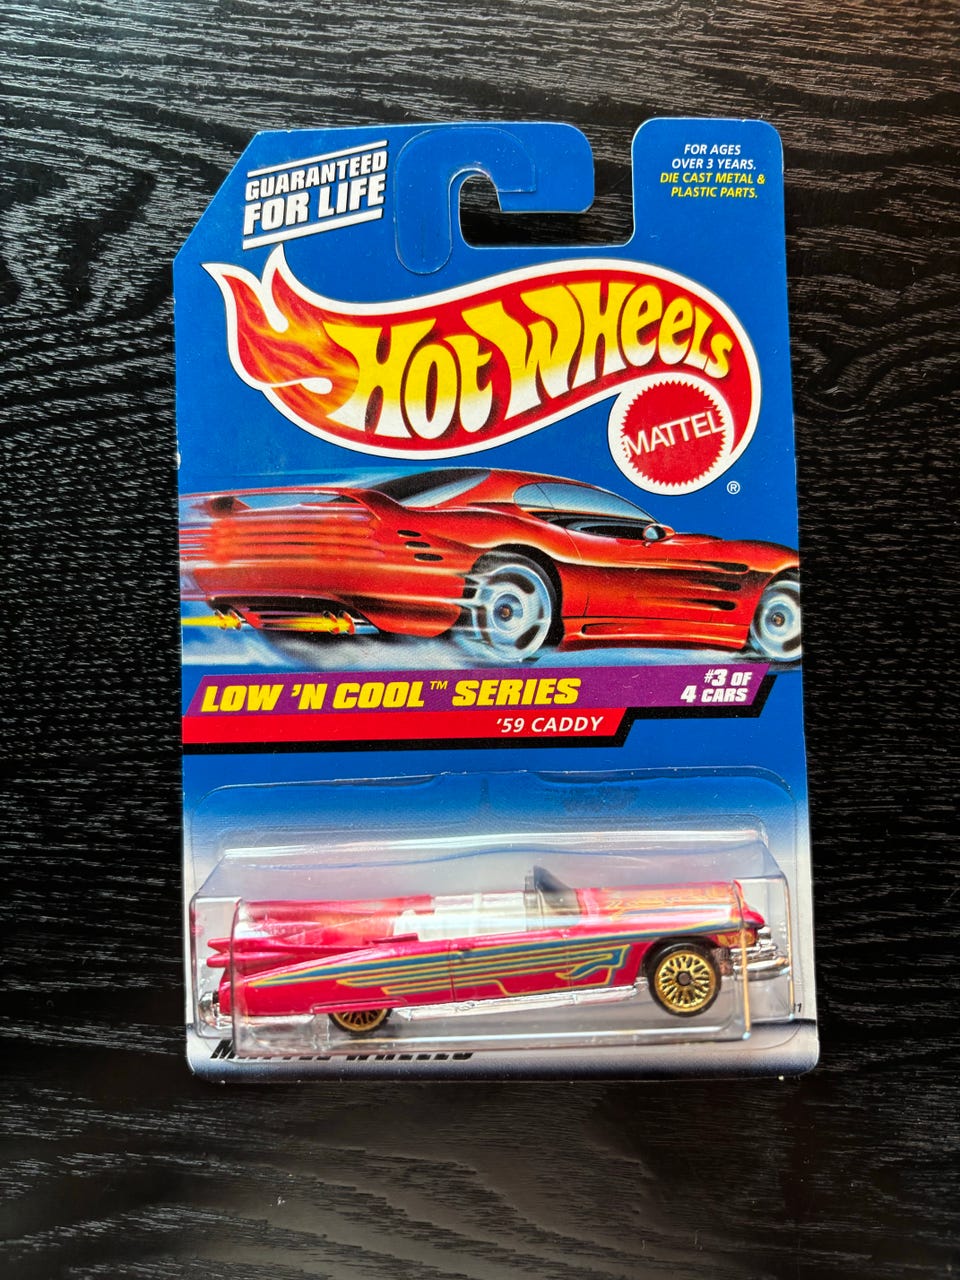 GUARANTEED
FOR LIFE
FOR AGES
OVER 3 YEARS.
DIE CAST METAL &
PLASTIC PARTS.
HOT WHEELS
MATTEL
®
LOW 'N COOL™ SERIES
#3 OF
4 CARS
'59 CADDY